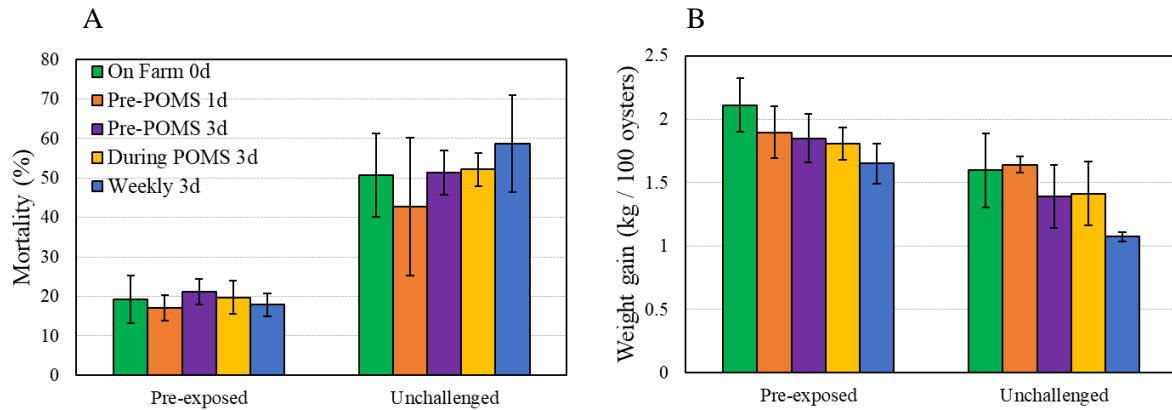 A
Mortality (%)
80
70
60
50
40
30
20
10
0
On Farm 0d
Pre-POMS 1d
Pre-POMS 3d
During POMS 3d
Weekly 3d
Pre-exposed
Unchallenged
B
Weight gain (kg / 100 oysters)
2.5
2
1.5
1
0.5
0
Pre-exposed
Unchallenged